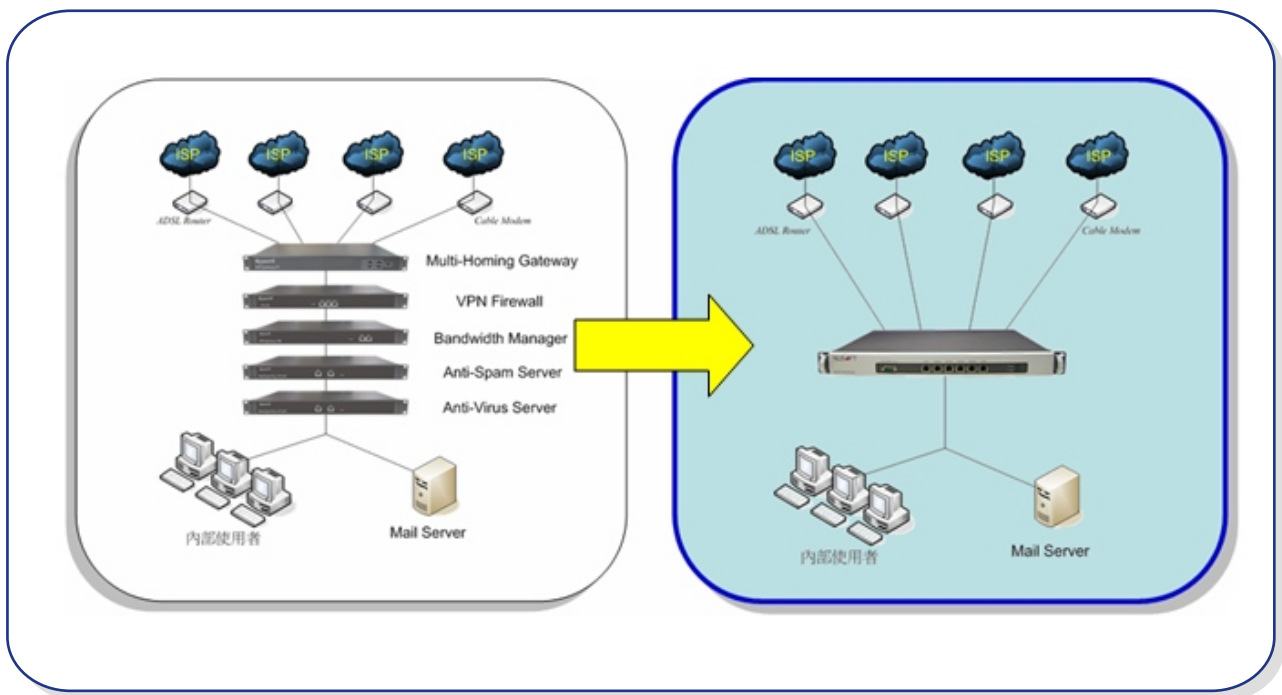 ISP
ISP
ISP
ISP
ADSL Router
Cable Modem
Multi-Homing Gateway
VPN Firewall
Bandwidth Manager
Anti-Spam Server
Anti-Virus Server
內部使用者
Mail Server
ISP
ISP
ISP
ISP
ADSL Router
Cable Modem
內部使用者
Mail Server